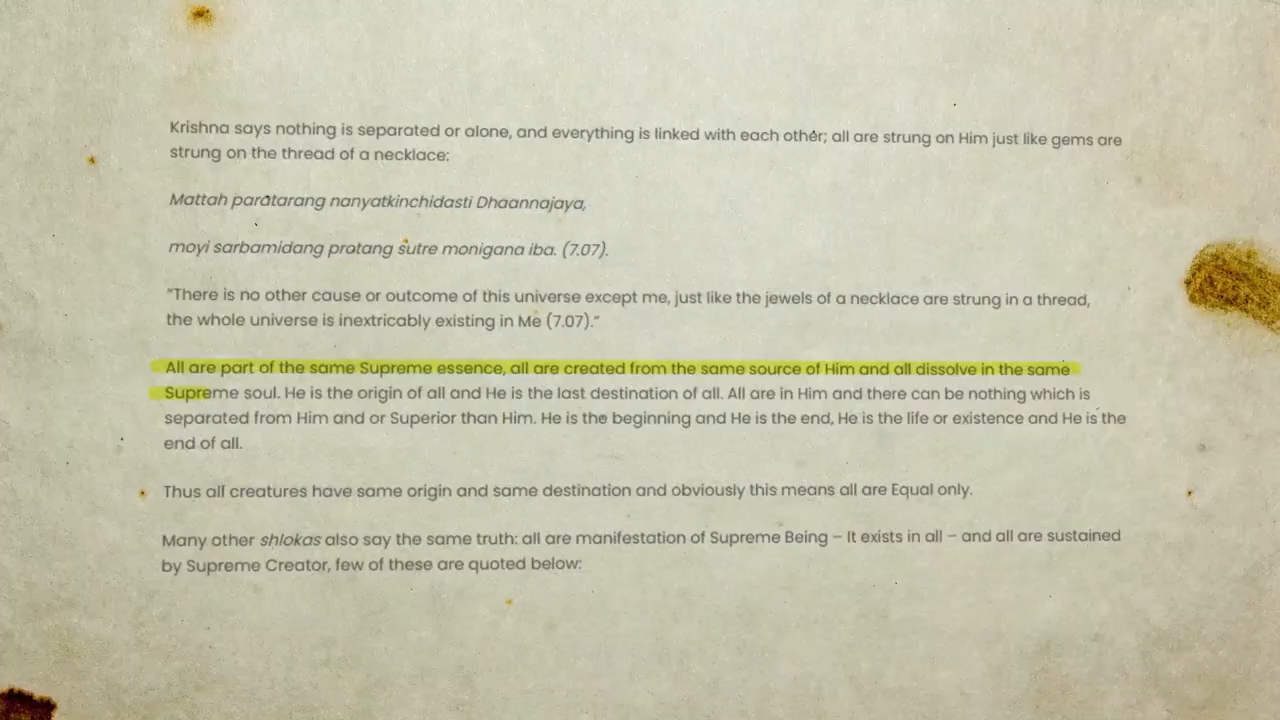 Krishna says nothing is separated or alone, and everything is linked with each other; all are strung on Him just like gems are
strung on the thread of a necklace:
Mattah paratarang nanyatkinchidasti Dhaannajaya,
moyi sarbamidang protang sutre monigana iba. (7.07).
"There is no other cause or outcome of this universe except me, just like the jewels of a necklace are strung in a thread,
the whole universe is inextricably existing in Me (7.07)."
All are part of the same Supreme essence, all are created from the same source of Him and all dissolve in the same
Supreme soul. He is the origin of all and He is the last destination of all. All are in Him and there can be nothing which is
separated from Him and or Superior than Him. He is the beginning and He is the end, He is the life or existence and He is the
end of all.
Thus all creatures have same origin and same destination and obviously this means all are Equal only.
Many other shlokas also say the same truth: all are manifestation of Supreme Being – It exists in all – and all are sustained
by Supreme Creator, few of these are quoted below: